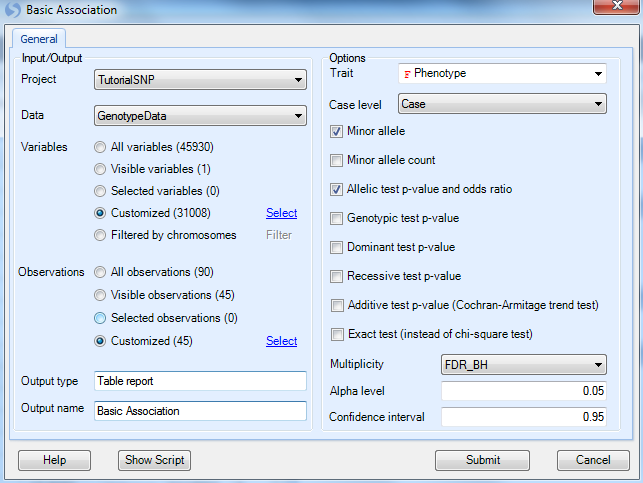 Basic Association
General
Input/Output
Project
TutorialSNP
Data
GenotypeData
Variables
All variables (45930)
Visible variables (1)
Selected variables (0)
Customized (31008)
Select
Filtered by chromosomes
Filter
Observations
All observations (90)
Visible observations (45)
Selected observations (0)
Customized (45)
Select
Output type
Table report
Output name
Basic Association
Options
Trait
F Phenotype
Case level
Case
Minor allele
Minor allele count
Allelic test p-value and odds ratio
Genotypic test p-value
Dominant test p-value
Recessive test p-value
Additive test p-value (Cochran-Armitage trend test)
Exact test (instead of chi-square test)
Multiplicity
FDR_BH
Alpha level
0.05
Confidence interval
0.95
Help
Show Script
Submit
Cancel